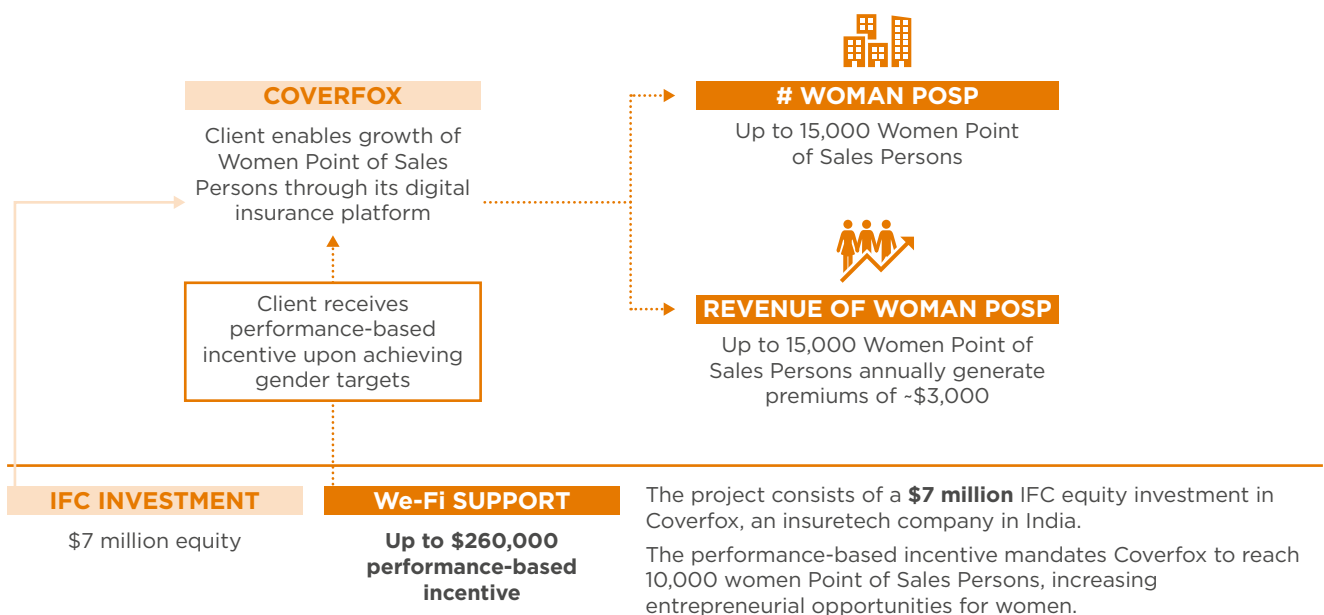 COVERFOX
Client enables growth of
Women Point of Sales
Persons through its digital
insurance platform
Client receives
performance-based
incentive upon achieving
gender targets
# WOMAN POSP
Up to 15,000 Women Point
of Sales Persons
REVENUE OF WOMAN POSP
Up to 15,000 Women Point of
Sales Persons annually generate
premiums of ~$3,000
IFC INVESTMENT
$7 million equity
We-Fi SUPPORT
Up to $260,000
performance-based
incentive
The project consists of a $7 million IFC equity investment in
Coverfox, an insuretech company in India.
The performance-based incentive mandates Coverfox to reach
10,000 women Point of Sales Persons, increasing
entrepreneurial opportunities for women.